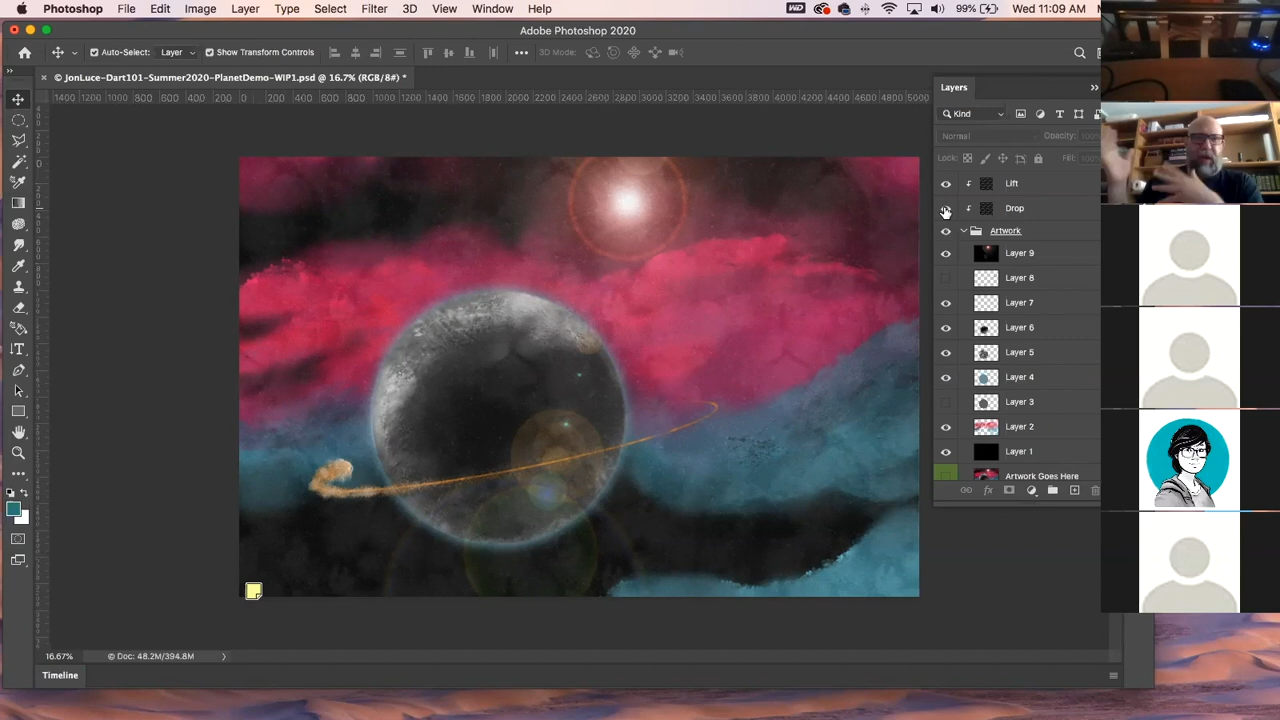 Photoshop File Edit Image Layer Type Select Filter 3D View Window Help 99% Wed 11:09 AM
Adobe Photoshop 2020
Auto-Select: Layer Show Transform Controls 3D Mode:
© JonLuce-Dart101-Summer2020-PlanetDemo-WIP1.psd @ 16.7% (RGB/8#) *
Layers
1400 1200 1000 800 600 400 200 0 200 400 600 800 1000 1200 1400 1600 1800 2000 2200 2400 2600 2800 3000 3200 3400 3600 3800 4000 4200 4400 4600 4800 5000
Kind
Normal Opacity: 100%
Lock: Fill: 100%
Lift
Drop
Artwork
Layer 9
Layer 8
Layer 7
Layer 6
Layer 5
Layer 4
Layer 3
Layer 2
Layer 1
Artwork Goes Here
fx
16.67% © Doc: 48.2M/394.8M
Timeline